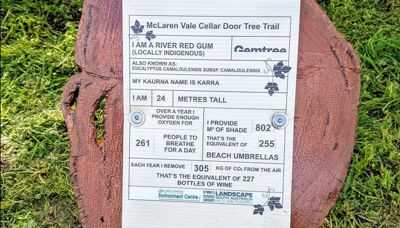 McLaren Vale Cellar Door Tree Trail
I AM A RIVER RED GUM
(LOCALLY INDIGENOUS)
Gemtree
ALSO KNOWN AS:
EUCALYPTUS CAMALDULENSIS SUBSP. CAMALDULENSIS
MY KAURNA NAME IS KARRA
I AM 24 METRES TALL
OVER A YEAR I
PROVIDE ENOUGH
OXYGEN FOR
261 PEOPLE TO
BREATHE
FOR A DAY
I PROVIDE
M² OF SHADE 802
THAT'S THE
EQUIVALENT OF 255
BEACH UMBRELLAS
EACH YEAR I REMOVE 305 KG OF CO₂ FROM THE AIR
THAT'S THE EQUIVALENT OF 227
BOTTLES OF WINE
Environment Centre
LANDSCAPE
SOUTH AUSTRALIA